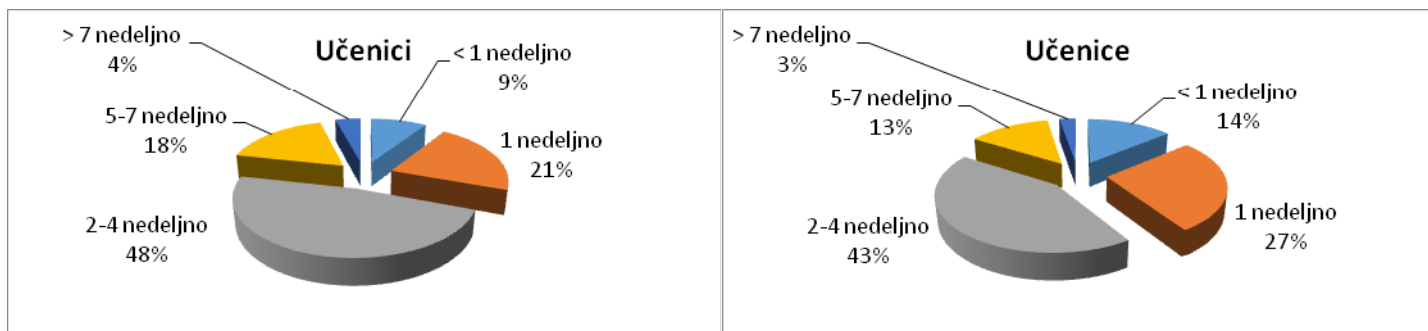 Učenici
> 7 nedeljno
4%
< 1 nedeljno
9%
5-7 nedeljno
18%
1 nedeljno
21%
2-4 nedeljno
48%
Učenice
> 7 nedeljno
3%
< 1 nedeljno
14%
5-7 nedeljno
13%
1 nedeljno
27%
2-4 nedeljno
43%